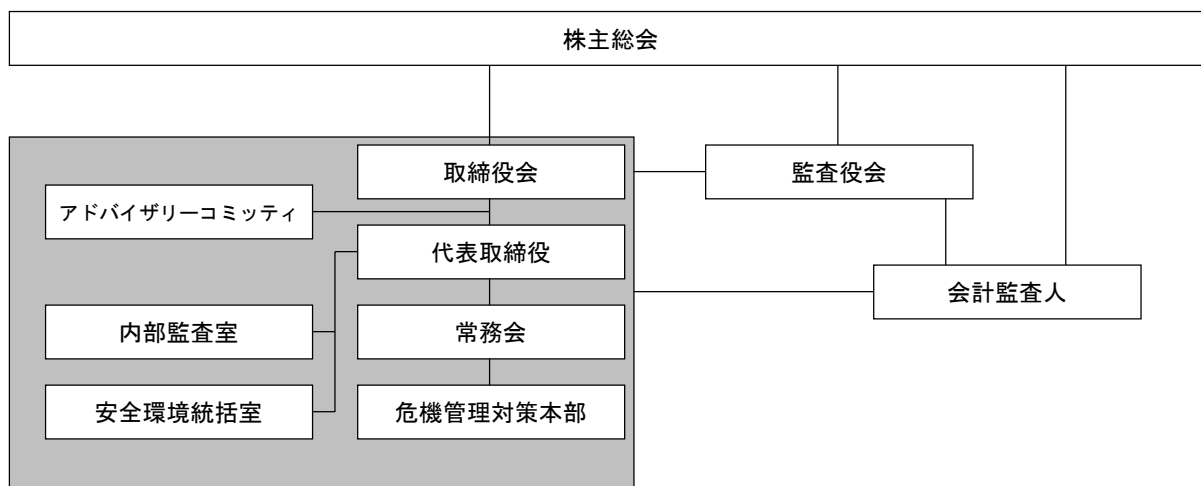 株主総会
取締役会
監査役会
アドバイザリーコミッティ
代表取締役
会計監査人
内部監査室
常務会
安全環境統括室
危機管理対策本部